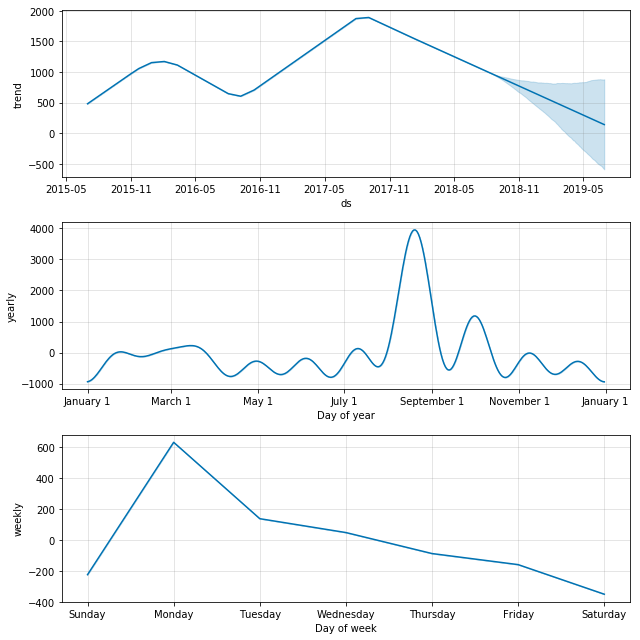 2000
1500
1000
500
0
−500
trend
2015-05 2015-11 2016-05 2016-11 2017-05 2017-11 2018-05 2018-11 2019-05
ds
4000
3000
2000
1000
0
−1000
yearly
January 1 March 1 May 1 July 1 September 1 November 1 January 1
Day of year
600
400
200
0
−200
−400
weekly
Sunday Monday Tuesday Wednesday Thursday Friday Saturday
Day of week